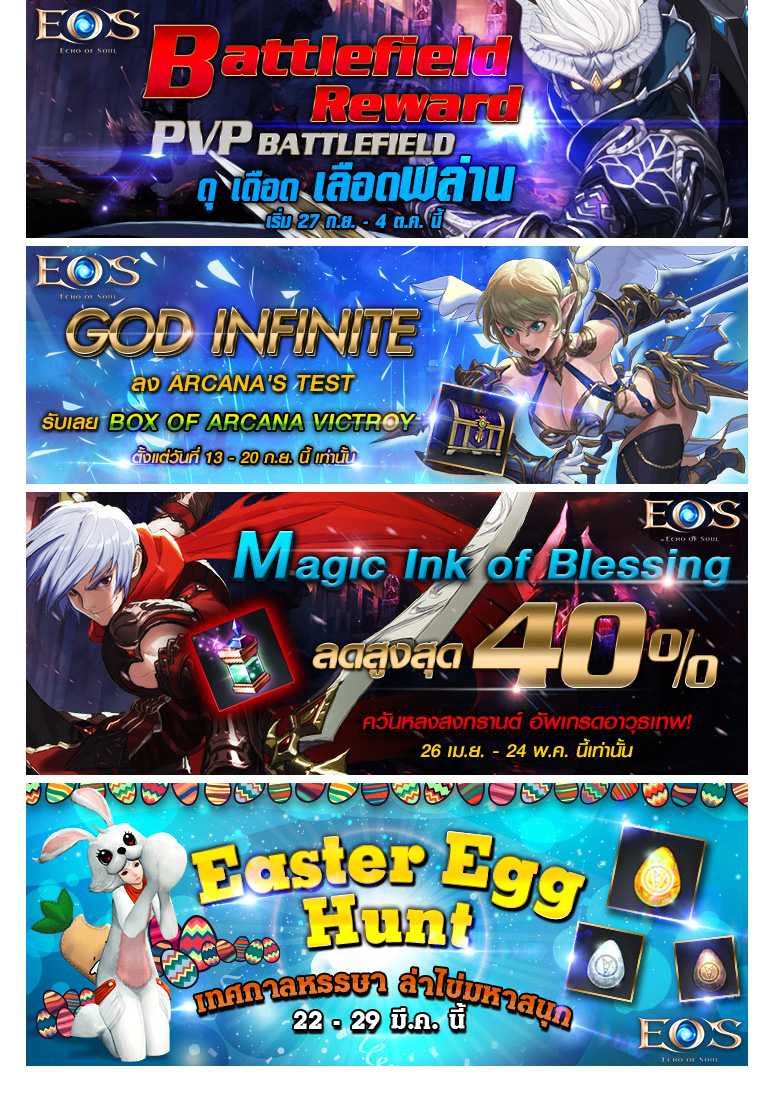 EOS
ECHO OF SOUL
Battlefield
Reward
PVP BATTLEFIELD
ดุ เดือด เลือดพล่าน
เริ่ม 27 ก.ย. - 4 ต.ค. นี้
EOS
ECHO OF SOUL
GOD INFINITE
ลง ARCANA'S TEST
รับเลย BOX OF ARCANA VICTROY
ตั้งแต่วันที่ 13 - 20 ก.ย. นี้ เท่านั้น
EOS
ECHO OF SOUL
Magic Ink of Blessing
ลดสูงสุด 40%
ควันหลงสงกรานต์ อัพเกรดอาวุธเทพ!
26 เม.ย. - 24 พ.ค. นี้เท่านั้น
Easter Egg
Hunt
เทศกาลหรรษา ล่าไข่มหาสนุก
22 - 29 มี.ค. นี้
EOS
ECHO OF SOUL